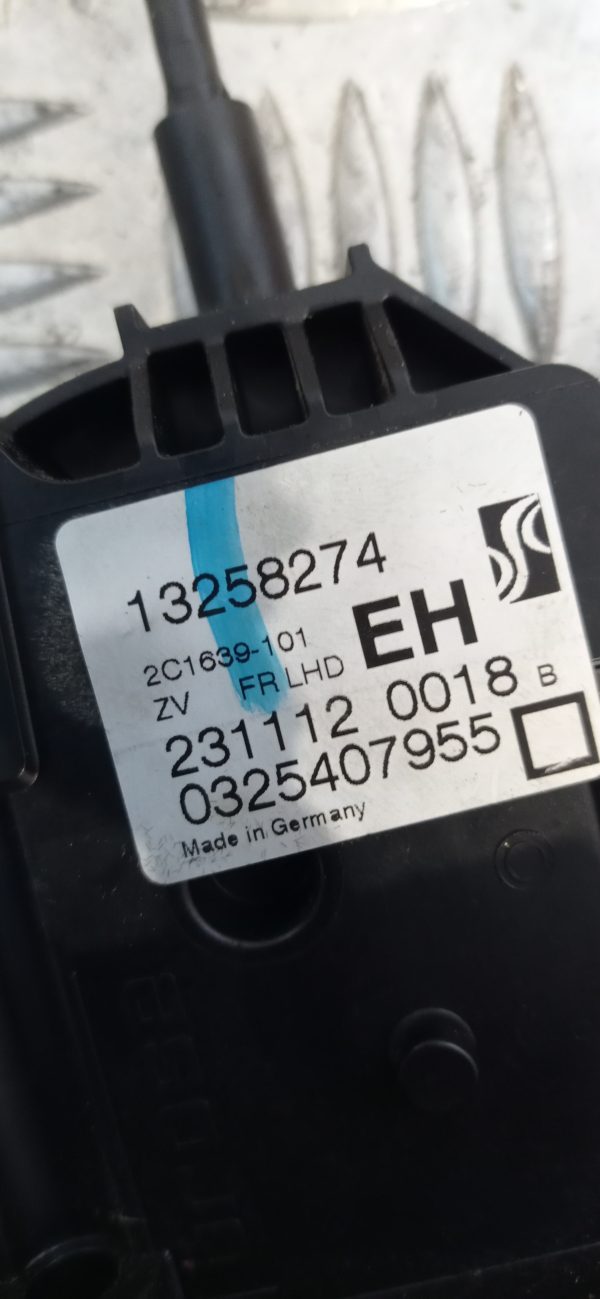 13258274
2C1639-101
EH
ZV FR LHD
231112 0018 B
0325407955
Made in Germany